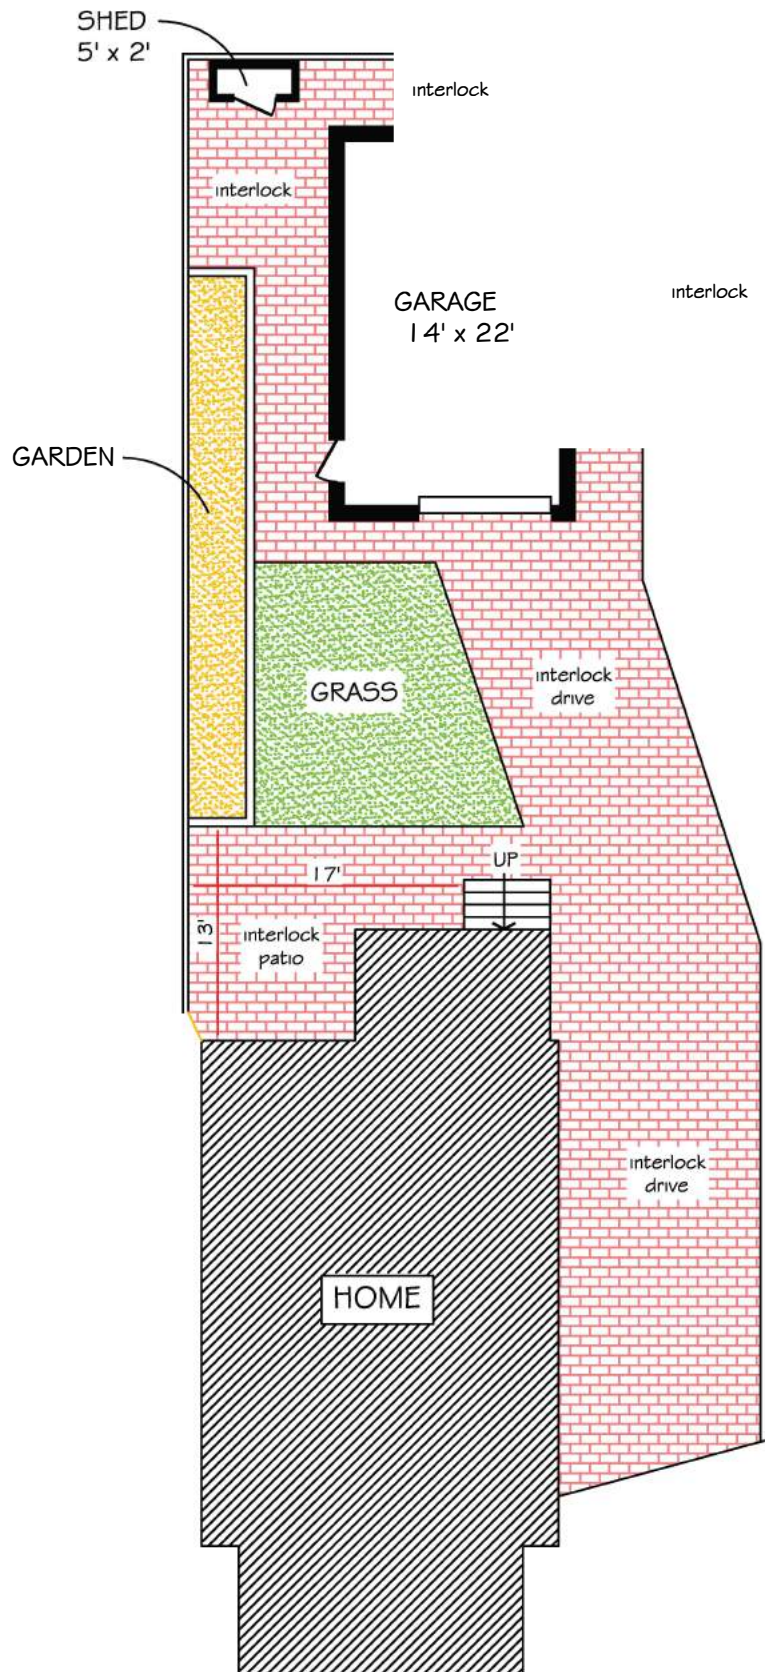 SHED
5' x 2'
interlock
interlock
interlock
GARAGE
14' x 22'
GARDEN
GRASS
interlock
drive
UP
17'
13'
interlock
patio
interlock
drive
HOME